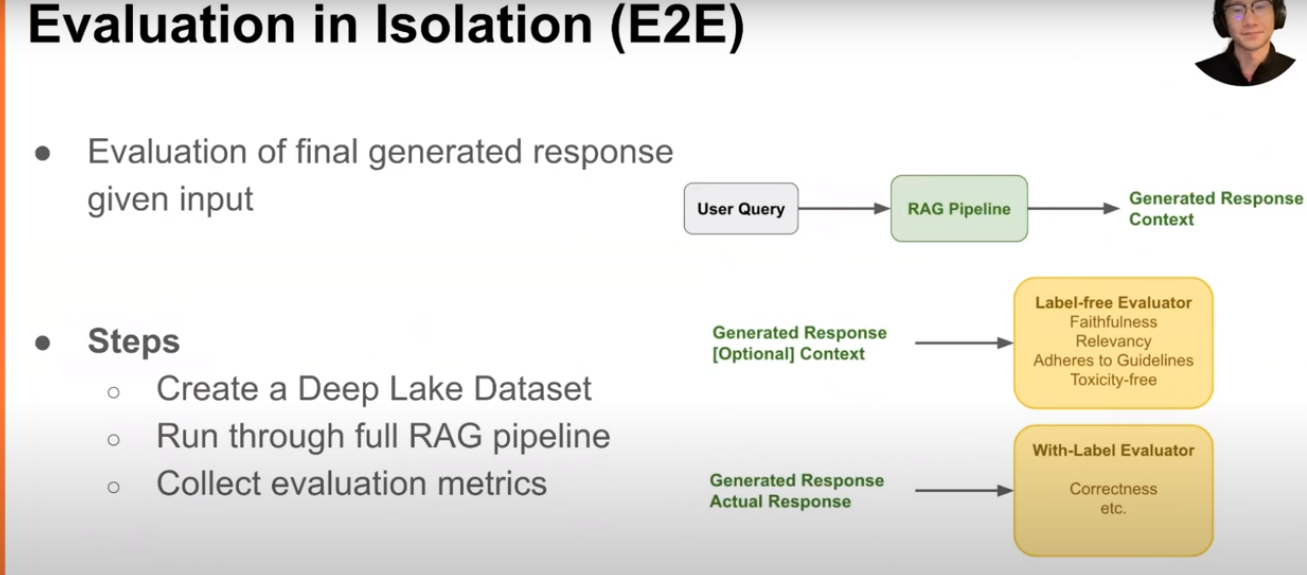 Evaluation in Isolation (E2E)
● Evaluation of final generated response
given input
● Steps
○ Create a Deep Lake Dataset
○ Run through full RAG pipeline
○ Collect evaluation metrics
User Query
RAG Pipeline
Generated Response
Context
Generated Response
[Optional] Context
Label-free Evaluator
Faithfulness
Relevancy
Adheres to Guidelines
Toxicity-free
Generated Response
Actual Response
With-Label Evaluator
Correctness
etc.